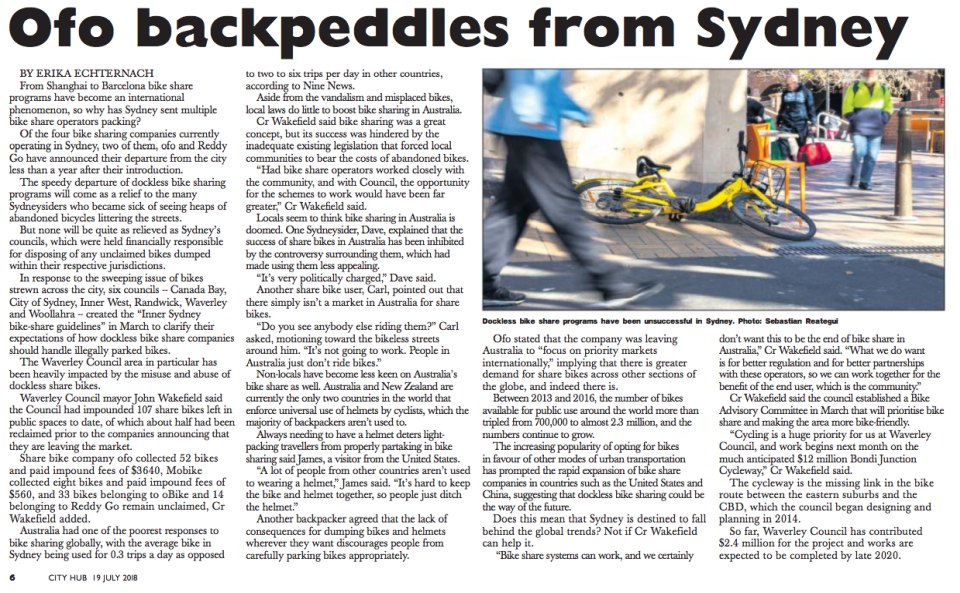 Ofo backpeddles from Sydney
BY ERIKA ECHTERNACH
From Shanghai to Barcelona bike share
programs have become an international
phenomenon, so why has Sydney sent multiple
bike share operators packing?
Of the four bike sharing companies currently
operating in Sydney, two of them, ofo and Reddy
Go have announced their departure from the city
less than a year after their introduction.
The speedy departure of dockless bike sharing
programs will come as a relief to the many
Sydneysiders who became sick of seeing heaps of
abandoned bicycles littering the streets.
But none will be quite as relieved as Sydney's
councils, which were held financially responsible
for disposing of any unclaimed bikes dumped
within their respective jurisdictions.
In response to the sweeping issue of bikes
strewn across the city, six councils – Canada Bay,
City of Sydney, Inner West, Randwick, Waverley
and Woollahra – created the “Inner Sydney
bike-share guidelines” in March to clarify their
expectations of how dockless bike share companies
should handle illegally parked bikes.
The Waverley Council area in particular has
been heavily impacted by the misuse and abuse of
dockless share bikes.
Waverley Council mayor John Wakefield said
the Council had impounded 107 share bikes left in
public spaces to date, of which about half had been
reclaimed prior to the companies announcing that
they are leaving the market.
Share bike company ofo collected 52 bikes
and paid impound fees of $3640, Mobike
collected eight bikes and paid impound fees of
$560, and 33 bikes belonging to oBike and 14
belonging to Reddy Go remain unclaimed, Cr
Wakefield added.
Australia had one of the poorest responses to
bike sharing globally, with the average bike in
Sydney being used for 0.3 trips a day as opposed
to two to six trips per day in other countries,
according to Nine News.
Aside from the vandalism and misplaced bikes,
local laws do little to boost bike sharing in Australia.
Cr Wakefield said bike sharing was a great
concept, but its success was hindered by the
inadequate existing legislation that forced local
communities to bear the costs of abandoned bikes.
“Had bike share operators worked closely with
the community, and with Council, the opportunity
for the schemes to work would have been far
greater,” Cr Wakefield said.
Locals seem to think bike sharing in Australia is
doomed. One Sydneysider, Dave, explained that the
success of share bikes in Australia has been inhibited
by the controversy surrounding them, which had
made using them less appealing.
“It's very politically charged,” Dave said.
Another share bike user, Carl, pointed out that
there simply isn't a market in Australia for share
bikes.
“Do you see anybody else riding them?” Carl
asked, motioning toward the bikeless streets
around him. “It's not going to work. People in
Australia just don't ride bikes.”
Non-locals have become less keen on Australia's
bike share as well. Australia and New Zealand are
currently the only two countries in the world that
enforce universal use of helmets by cyclists, which the
majority of backpackers aren't used to.
Always needing to have a helmet deters light-
packing travellers from properly partaking in bike
sharing said James, a visitor from the United States.
“A lot of people from other countries aren't used
to wearing a helmet,” James said. “It's hard to keep
the bike and helmet together, so people just ditch
the helmet.”
Another backpacker agreed that the lack of
consequences for dumping bikes and helmets
wherever they want discourages people from
carefully parking bikes appropriately.
Dockless bike share programs have been unsuccessful in Sydney. Photo: Sebastian Reategui
Ofo stated that the company was leaving
Australia to “focus on priority markets
internationally,” implying that there is greater
demand for share bikes across other sections of
the globe, and indeed there is.
Between 2013 and 2016, the number of bikes
available for public use around the world more than
tripled from 700,000 to almost 2.3 million, and the
numbers continue to grow.
The increasing popularity of opting for bikes
in favour of other modes of urban transportation
has prompted the rapid expansion of bike share
companies in countries such as the United States and
China, suggesting that dockless bike sharing could be
the way of the future.
Does this mean that Sydney is destined to fall
behind the global trends? Not if Cr Wakefield
can help it.
“Bike share systems can work, and we certainly
don't want this to be the end of bike share in
Australia,” Cr Wakefield said. “What we do want
is for better regulation and for better partnerships
with these operators, so we can work together for the
benefit of the end user, which is the community.”
Cr Wakefield said the council established a Bike
Advisory Committee in March that will prioritise bike
share and making the area more bike-friendly.
“Cycling is a huge priority for us at Waverley
Council, and work begins next month on the
much anticipated $12 million Bondi Junction
Cycleway,” Cr Wakefield said.
The cycleway is the missing link in the bike
route between the eastern suburbs and the
CBD, which the council began designing and
planning in 2014.
So far, Waverley Council has contributed
$2.4 million for the project and works are
expected to be completed by late 2020.
6 CITY HUB 19 JULY 2018